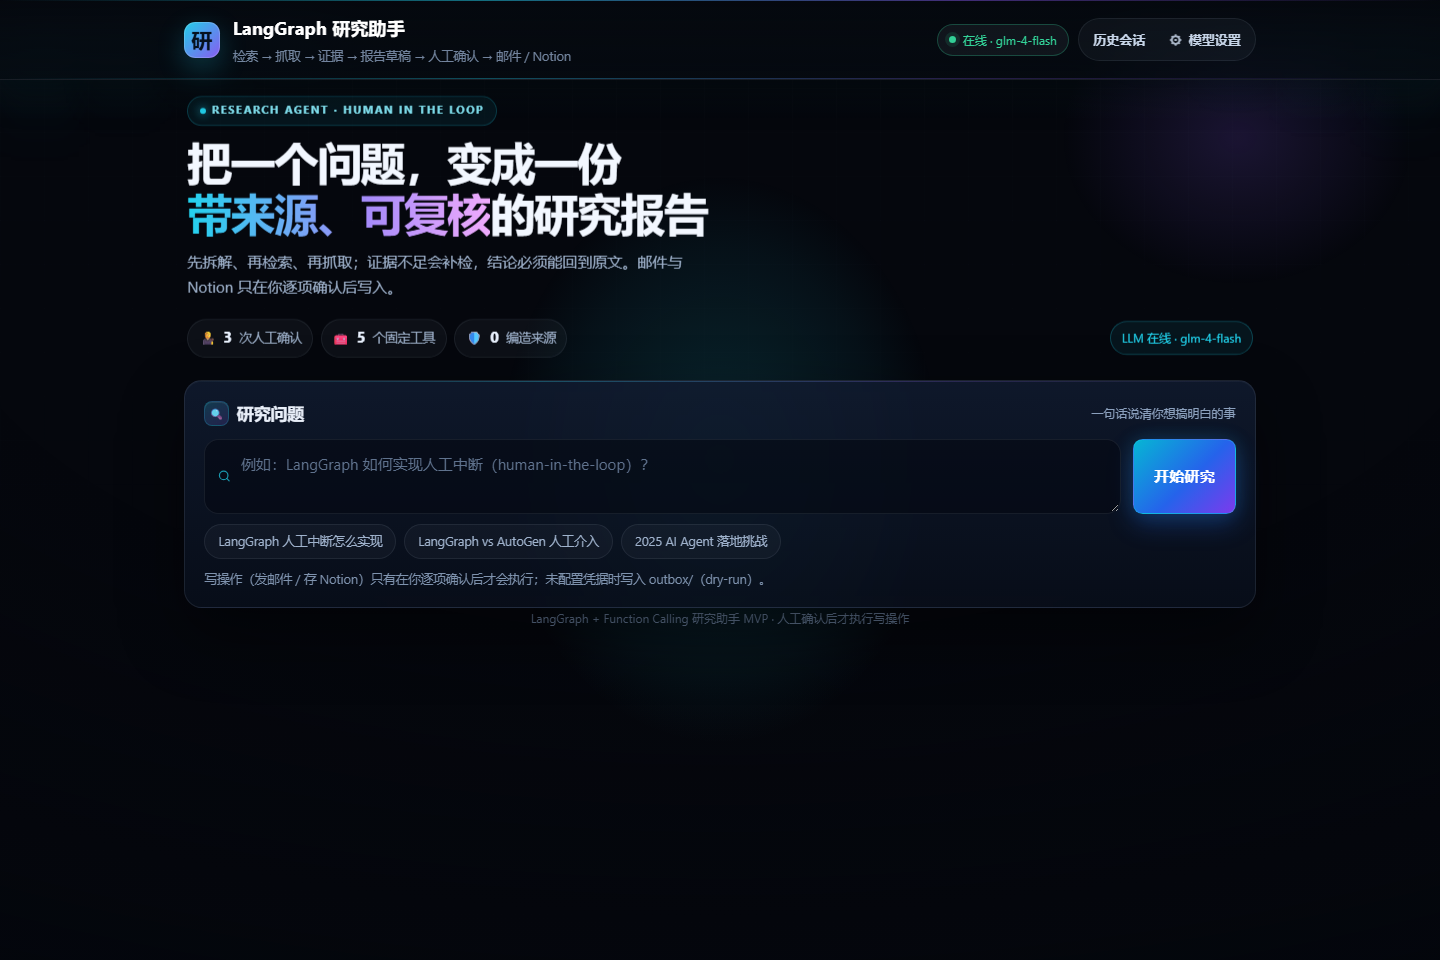 研
LangGraph 研究助手
检索 → 抓取 → 证据 → 报告草稿 → 人工确认 → 邮件 / Notion
在线 · glm-4-flash
历史会话
模型设置
RESEARCH AGENT · HUMAN IN THE LOOP
把一个问题，变成一份
带来源、可复核的研究报告
先拆解、再检索、再抓取；证据不足会补检，结论必须能回到原文。邮件与
Notion 只在你逐项确认后写入。
3 次人工确认
5 个固定工具
0 编造来源
LLM 在线 · glm-4-flash
研究问题
一句话说清你想搞明白的事
例如：LangGraph 如何实现人工中断（human-in-the-loop）？
开始研究
LangGraph 人工中断怎么实现
LangGraph vs AutoGen 人工介入
2025 AI Agent 落地挑战
写操作（发邮件 / 存 Notion）只有在你逐项确认后才会执行；未配置凭据时写入 outbox/（dry-run）。
LangGraph + Function Calling 研究助手 MVP · 人工确认后才执行写操作